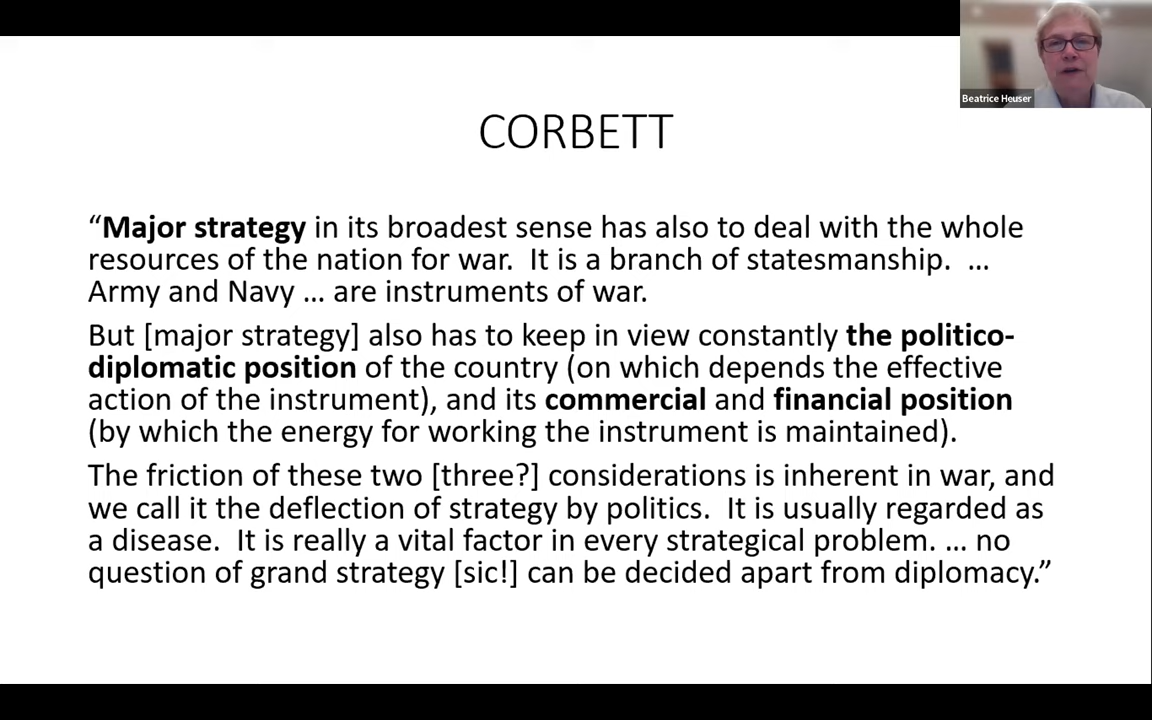 Beatrice Heuser
CORBETT
“Major strategy in its broadest sense has also to deal with the whole
resources of the nation for war.  It is a branch of statesmanship.  …
Army and Navy … are instruments of war.
But [major strategy] also has to keep in view constantly the politico-
diplomatic position of the country (on which depends the effective
action of the instrument), and its commercial and financial position
(by which the energy for working the instrument is maintained).
The friction of these two [three?] considerations is inherent in war, and
we call it the deflection of strategy by politics.  It is usually regarded as
a disease.  It is really a vital factor in every strategical problem. … no
question of grand strategy [sic!] can be decided apart from diplomacy.”